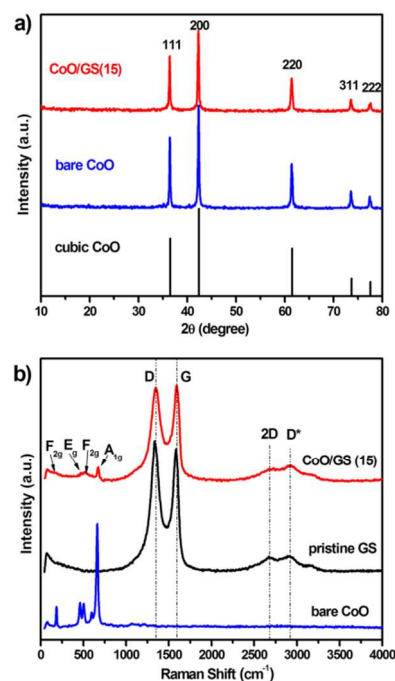 a)
200
CoO/GS(15)
111
220
311
222
bare CoO
cubic CoO
Intensity (a.u.)
10 20 30 40 50 60 70 80
2θ (degree)
b)
D G
F2g Eg F2g A1g
2D D*
CoO/GS (15)
pristine GS
bare CoO
Intensity (a.u.)
0 500 1000 1500 2000 2500 3000 3500 4000
Raman Shift (cm-1)